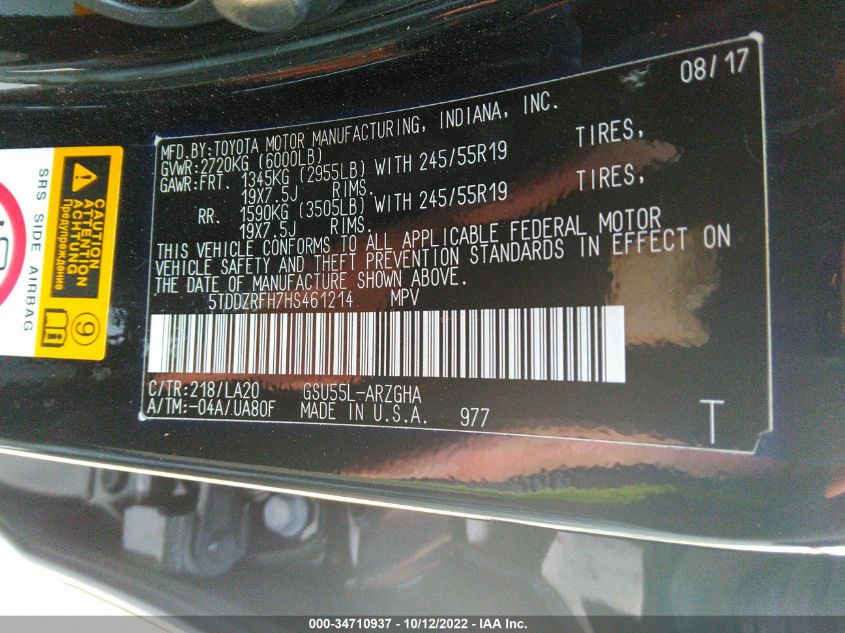 08/17
MFD.BY:TOYOTA MOTOR MANUFACTURING, INDIANA, INC.
GVWR:2720KG (6000LB)
GAWR:FRT. 1345KG (2955LB) WITH 245/55R19 TIRES,
19X7.5J RIMS.
RR. 1590KG (3505LB) WITH 245/55R19 TIRES,
19X7.5J RIMS.
THIS VEHICLE CONFORMS TO ALL APPLICABLE FEDERAL MOTOR
VEHICLE SAFETY AND THEFT PREVENTION STANDARDS IN EFFECT ON
THE DATE OF MANUFACTURE SHOWN ABOVE.
5TDDZRFH7HS461214 MPV
C/TR:218/LA20 GSU55L-ARZGHA
A/TM:-04A/UA80F MADE IN U.S.A. 977
T
SRS SIDE AIRBAG
CAUTION
ATTENTION
ACHTUNG
Предупреждение
9
000-34710937 - 10/12/2022 - IAA Inc.